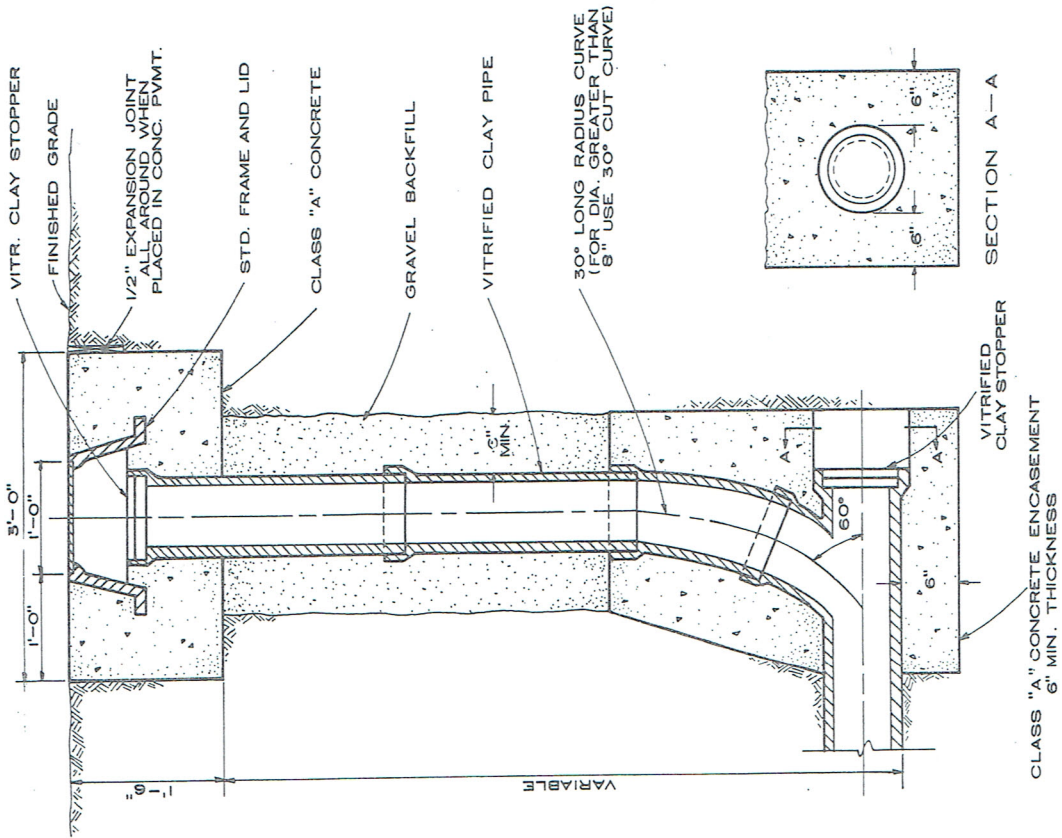 VITR. CLAY STOPPER
FINISHED GRADE
1/2" EXPANSION JOINT
ALL AROUND WHEN
PLACED IN CONC. PVMT.
STD. FRAME AND LID
CLASS "A" CONCRETE
GRAVEL BACKFILL
VITRIFIED CLAY PIPE
30° LONG RADIUS CURVE
(FOR DIA. GREATER THAN
8" USE 30° CUT CURVE)
3'-0"
1'-0"
1'-0"
1'-6"
VARIABLE
6"
MIN.
60°
A
A
6"
VITRIFIED
CLAY STOPPER
CLASS "A" CONCRETE ENCASEMENT
6" MIN. THICKNESS
6"
6"
SECTION A—A